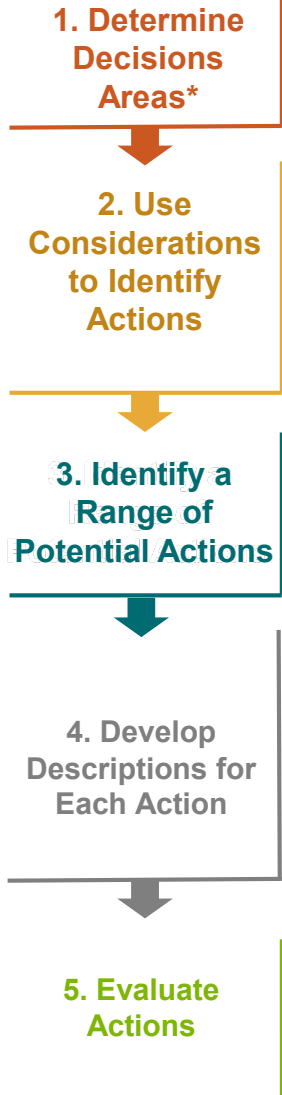 1. Determine
Decisions
Areas*
2. Use
Considerations
to Identify
Actions
3. Identify a
Range of
Potential Actions
4. Develop
Descriptions for
Each Action
5. Evaluate
Actions